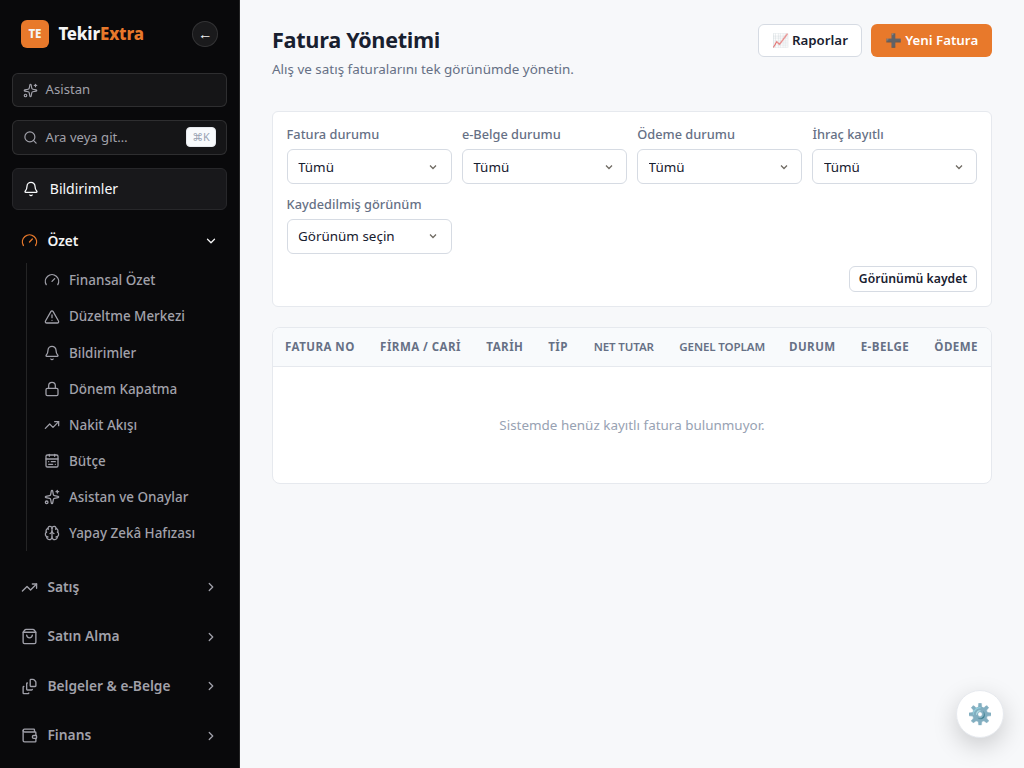 TE TekirExtra
←
Asistan
Ara veya git...
⌘K
Bildirimler
Özet
Finansal Özet
Düzeltme Merkezi
Bildirimler
Dönem Kapatma
Nakit Akışı
Bütçe
Asistan ve Onaylar
Yapay Zekâ Hafızası
Satış
Satın Alma
Belgeler & e-Belge
Finans
Fatura Yönetimi
Alış ve satış faturalarını tek görünümde yönetin.
Raporlar
Yeni Fatura
Fatura durumu
e-Belge durumu
Ödeme durumu
İhraç kayıtlı
Tümü
Tümü
Tümü
Tümü
Kaydedilmiş görünüm
Görünüm seçin
Görünümü kaydet
FATURA NO FİRMA / CARİ TARİH TİP NET TUTAR GENEL TOPLAM DURUM E-BELGE ÖDEME
Sistemde henüz kayıtlı fatura bulunmuyor.